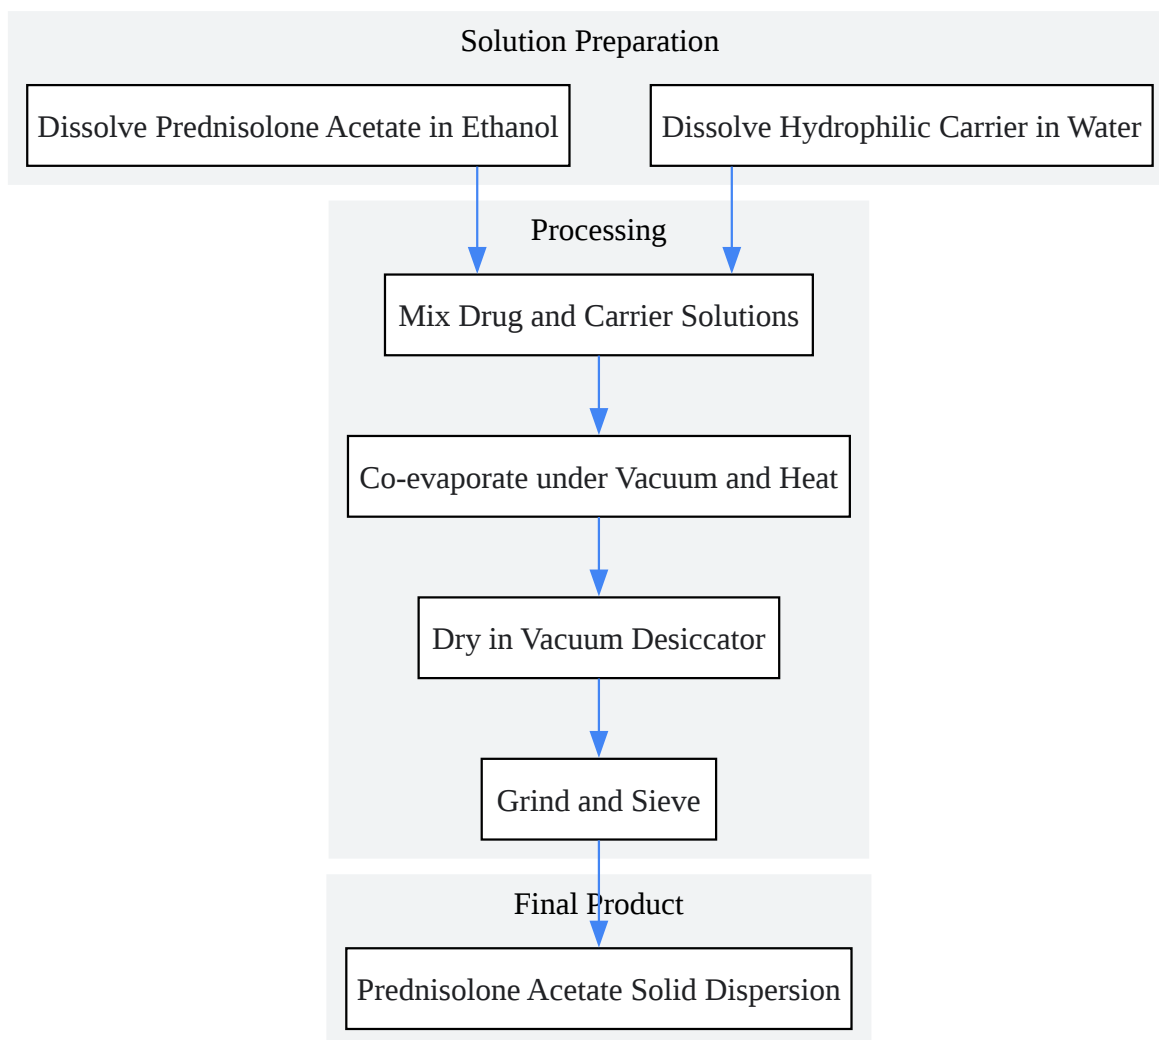 Solution Preparation
Dissolve Prednisolone Acetate in Ethanol
Dissolve Hydrophilic Carrier in Water
Processing
Mix Drug and Carrier Solutions
Co-evaporate under Vacuum and Heat
Dry in Vacuum Desiccator
Grind and Sieve
Final Product
Prednisolone Acetate Solid Dispersion